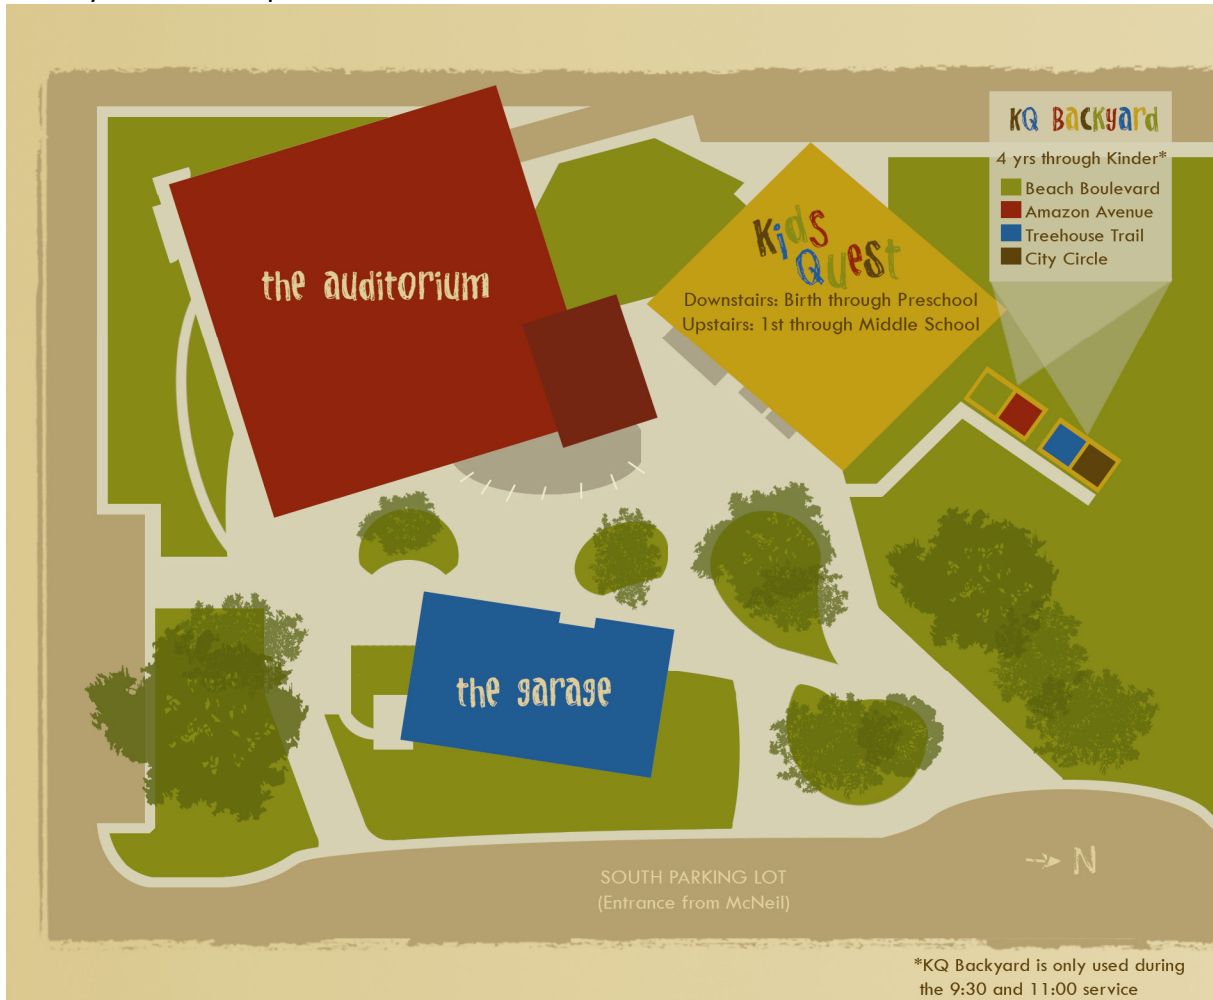 KQ Backyard
4 yrs through Kinder*
Beach Boulevard
Amazon Avenue
Treehouse Trail
City Circle
Kids
Quest
Downstairs: Birth through Preschool
Upstairs: 1st through Middle School
the auditorium
the garage
SOUTH PARKING LOT
(Entrance from McNeil)
N
*KQ Backyard is only used during
the 9:30 and 11:00 service